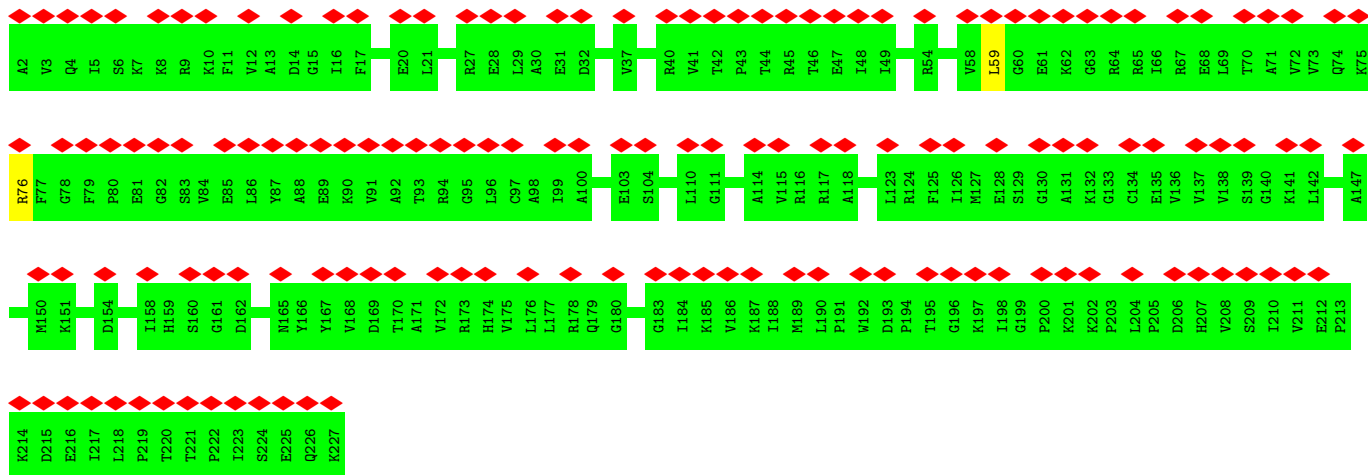 A2 V3 Q4 I5 S6 K7 K8 R9 K10 F11 V12 A13 D14 G15 I16 F17 E20 L21 R27 E28 L29 A30 E31 D32 V37 R40 V41 T42 P43 T44 R45 T46 E47 I48 I49 R54 V58 L59 G60 E61 K62 G63 R64 R65 I66 R67 E68 L69 T70 A71 V72 V73 Q74 K75
R76 F77 G78 F79 P80 E81 G82 S83 V84 E85 L86 Y87 A88 E89 K90 V91 A92 T93 R94 G95 L96 C97 A98 I99 A100 E103 S104 L110 G111 A114 V115 R116 R117 A118 L123 R124 F125 I126 M127 E128 S129 G130 A131 K132 G133 C134 E135 V136 V137 V138 S139 G140 K141 L142 A147
M150 K151 D154 I158 H159 S160 G161 D162 N165 Y166 Y167 V168 D169 T170 A171 V172 R173 H174 V175 L176 L177 R178 Q179 G180 G183 I184 K185 V186 K187 I188 M189 L190 P191 W192 D193 P194 T195 G196 K197 I198 G199 P200 K201 K202 P203 L204 P205 D206 H207 V208 S209 I210 V211 E212 P213
K214 D215 E216 I217 L218 P219 T220 T221 P222 I223 S224 E225 Q226 K227